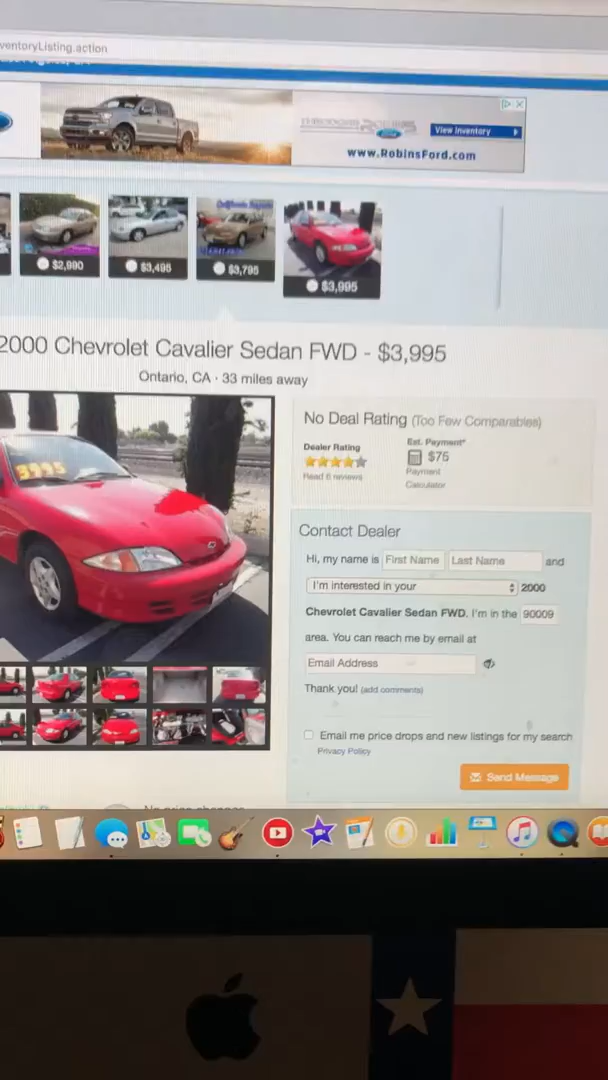 ventoryListing.action
View Inventory
www.RobinsFord.com
$2,990
$3,495
$3,795
$3,995
2000 Chevrolet Cavalier Sedan FWD - $3,995
Ontario, CA · 33 miles away
3995
No Deal Rating (Too Few Comparables)
Dealer Rating
Read 6 reviews
Est. Payment*
$75
Payment
Calculator
Contact Dealer
Hi, my name is First Name Last Name and
I'm interested in your 2000
Chevrolet Cavalier Sedan FWD. I'm in the 90009
area. You can reach me by email at
Email Address
Thank you! (add comments)
Email me price drops and new listings for my search
Privacy Policy
Send Message